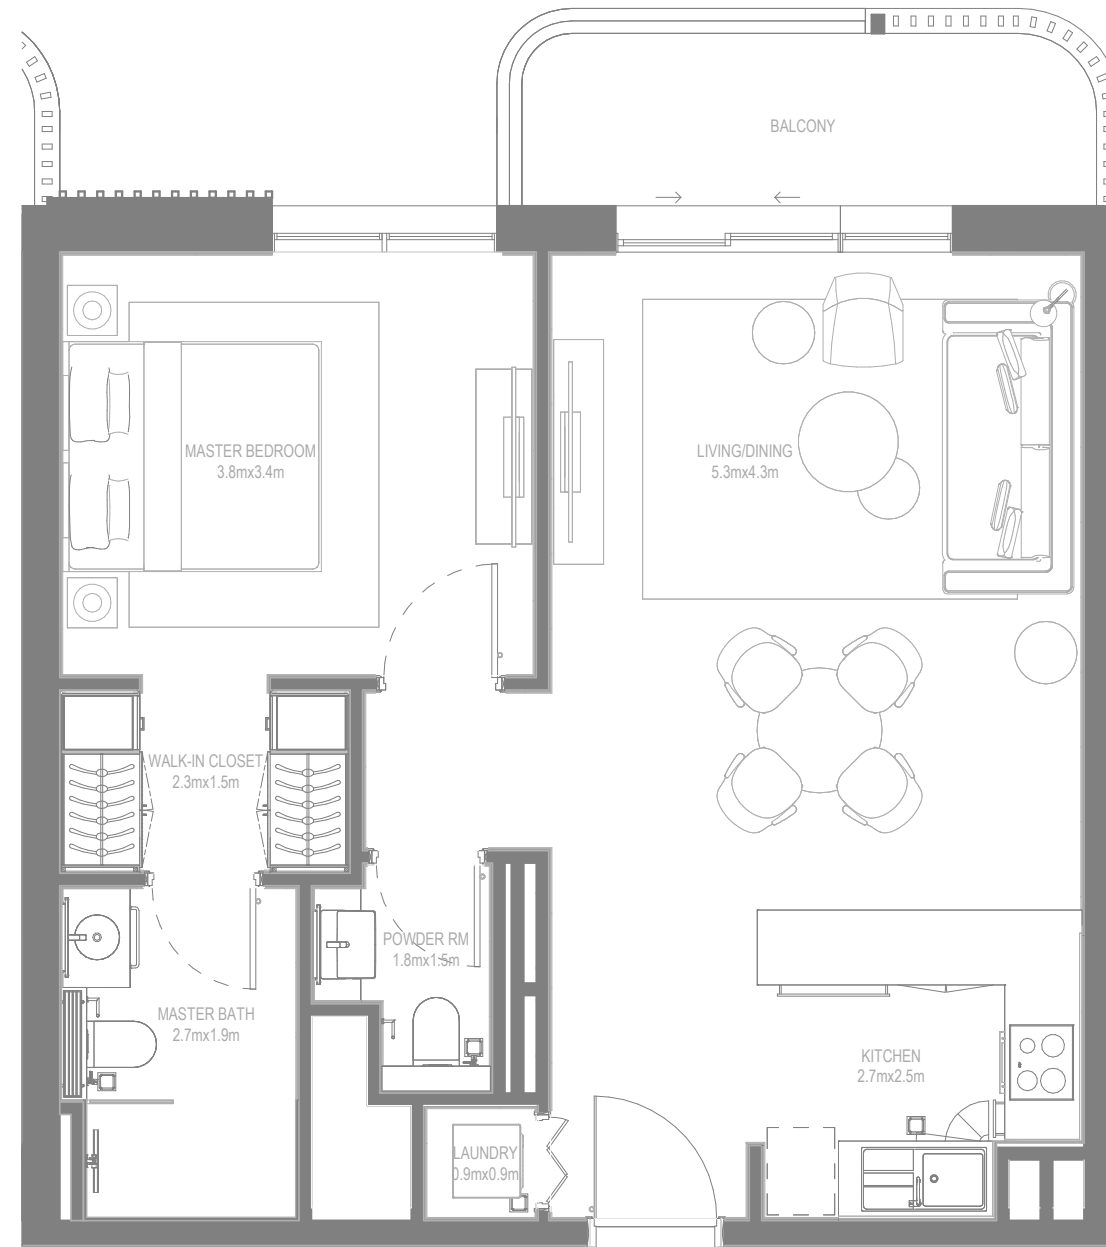 BALCONY
MASTER BEDROOM
3.8mx3.4m
LIVING/DINING
5.3mx4.3m
WALK-IN CLOSET
2.3mx1.5m
POWDER RM
1.8mx1.5m
MASTER BATH
2.7mx1.9m
KITCHEN
2.7mx2.5m
LAUNDRY
0.9mx0.9m